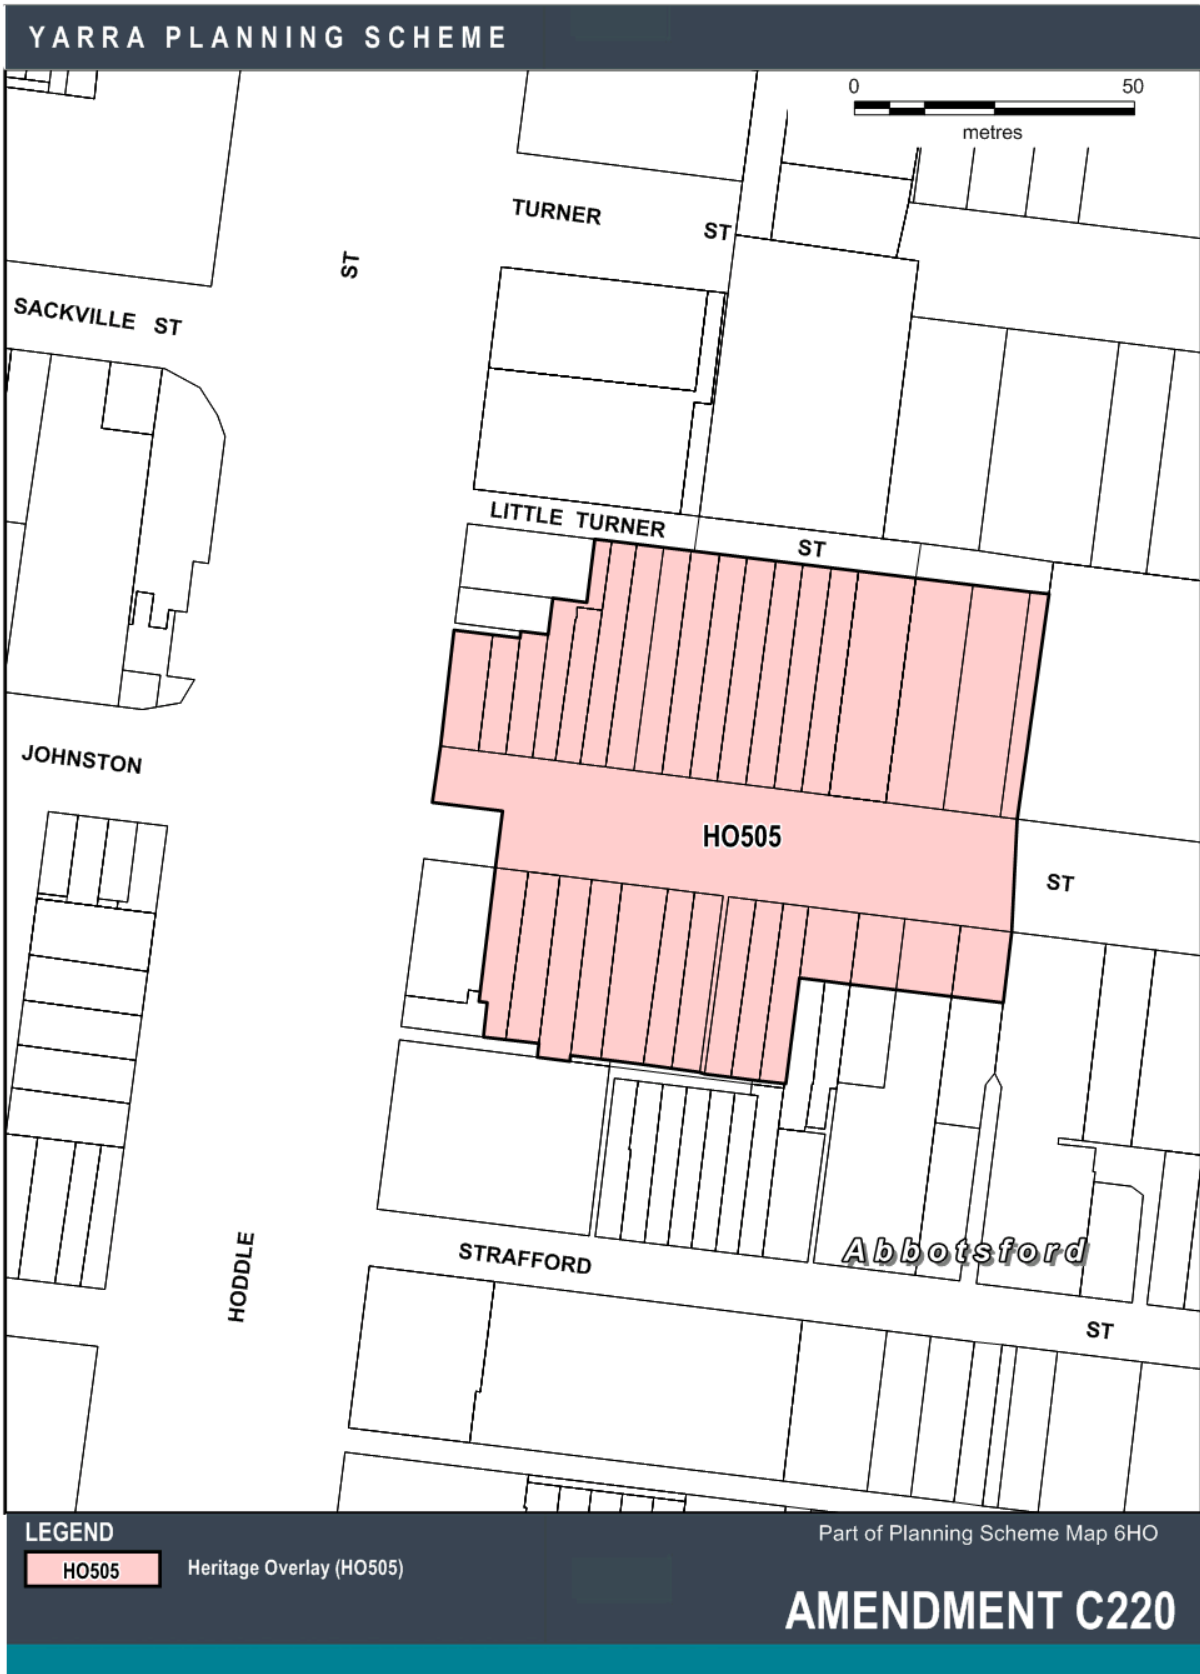 YARRA PLANNING SCHEME
0 50
metres
TURNER ST
ST
SACKVILLE ST
LITTLE TURNER ST
JOHNSTON
HO505
ST
HODDLE
STRAFFORD
Abbotsford
ST
LEGEND
Part of Planning Scheme Map 6HO
HO505
Heritage Overlay (HO505)
AMENDMENT C220